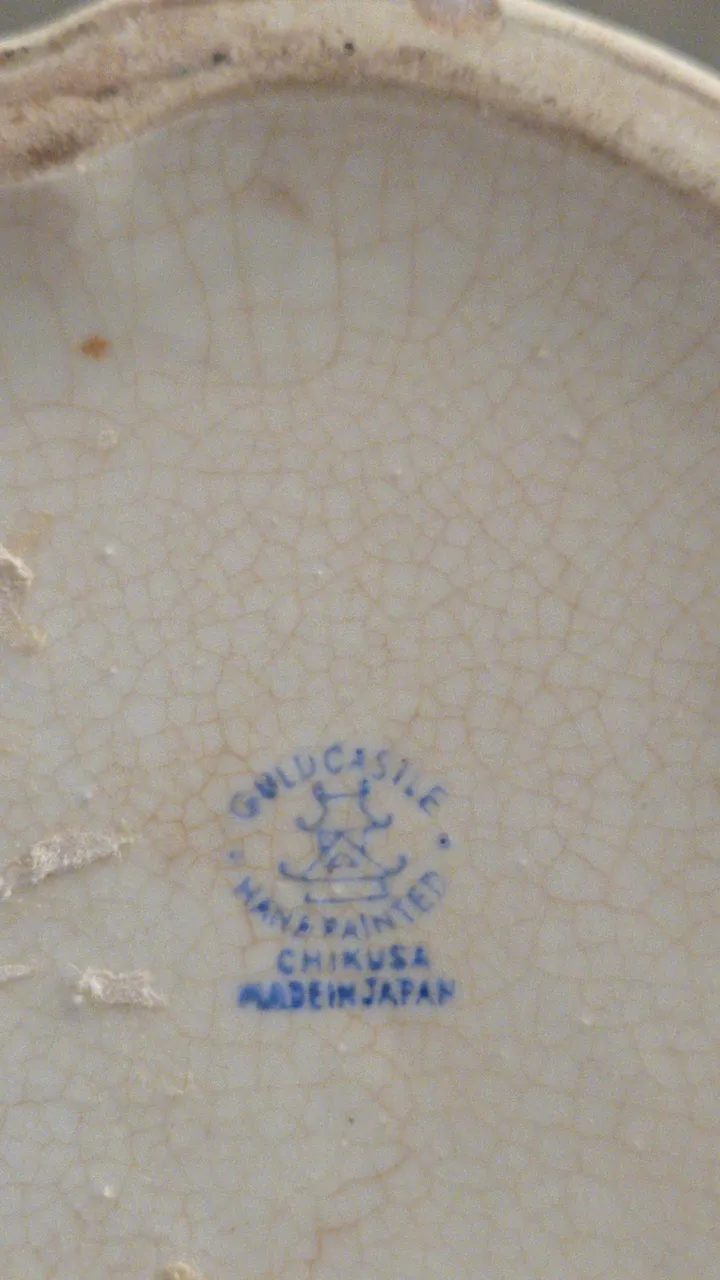 GOLDCASTLE
HAND PAINTED
CHIKUSA
MADE IN JAPAN